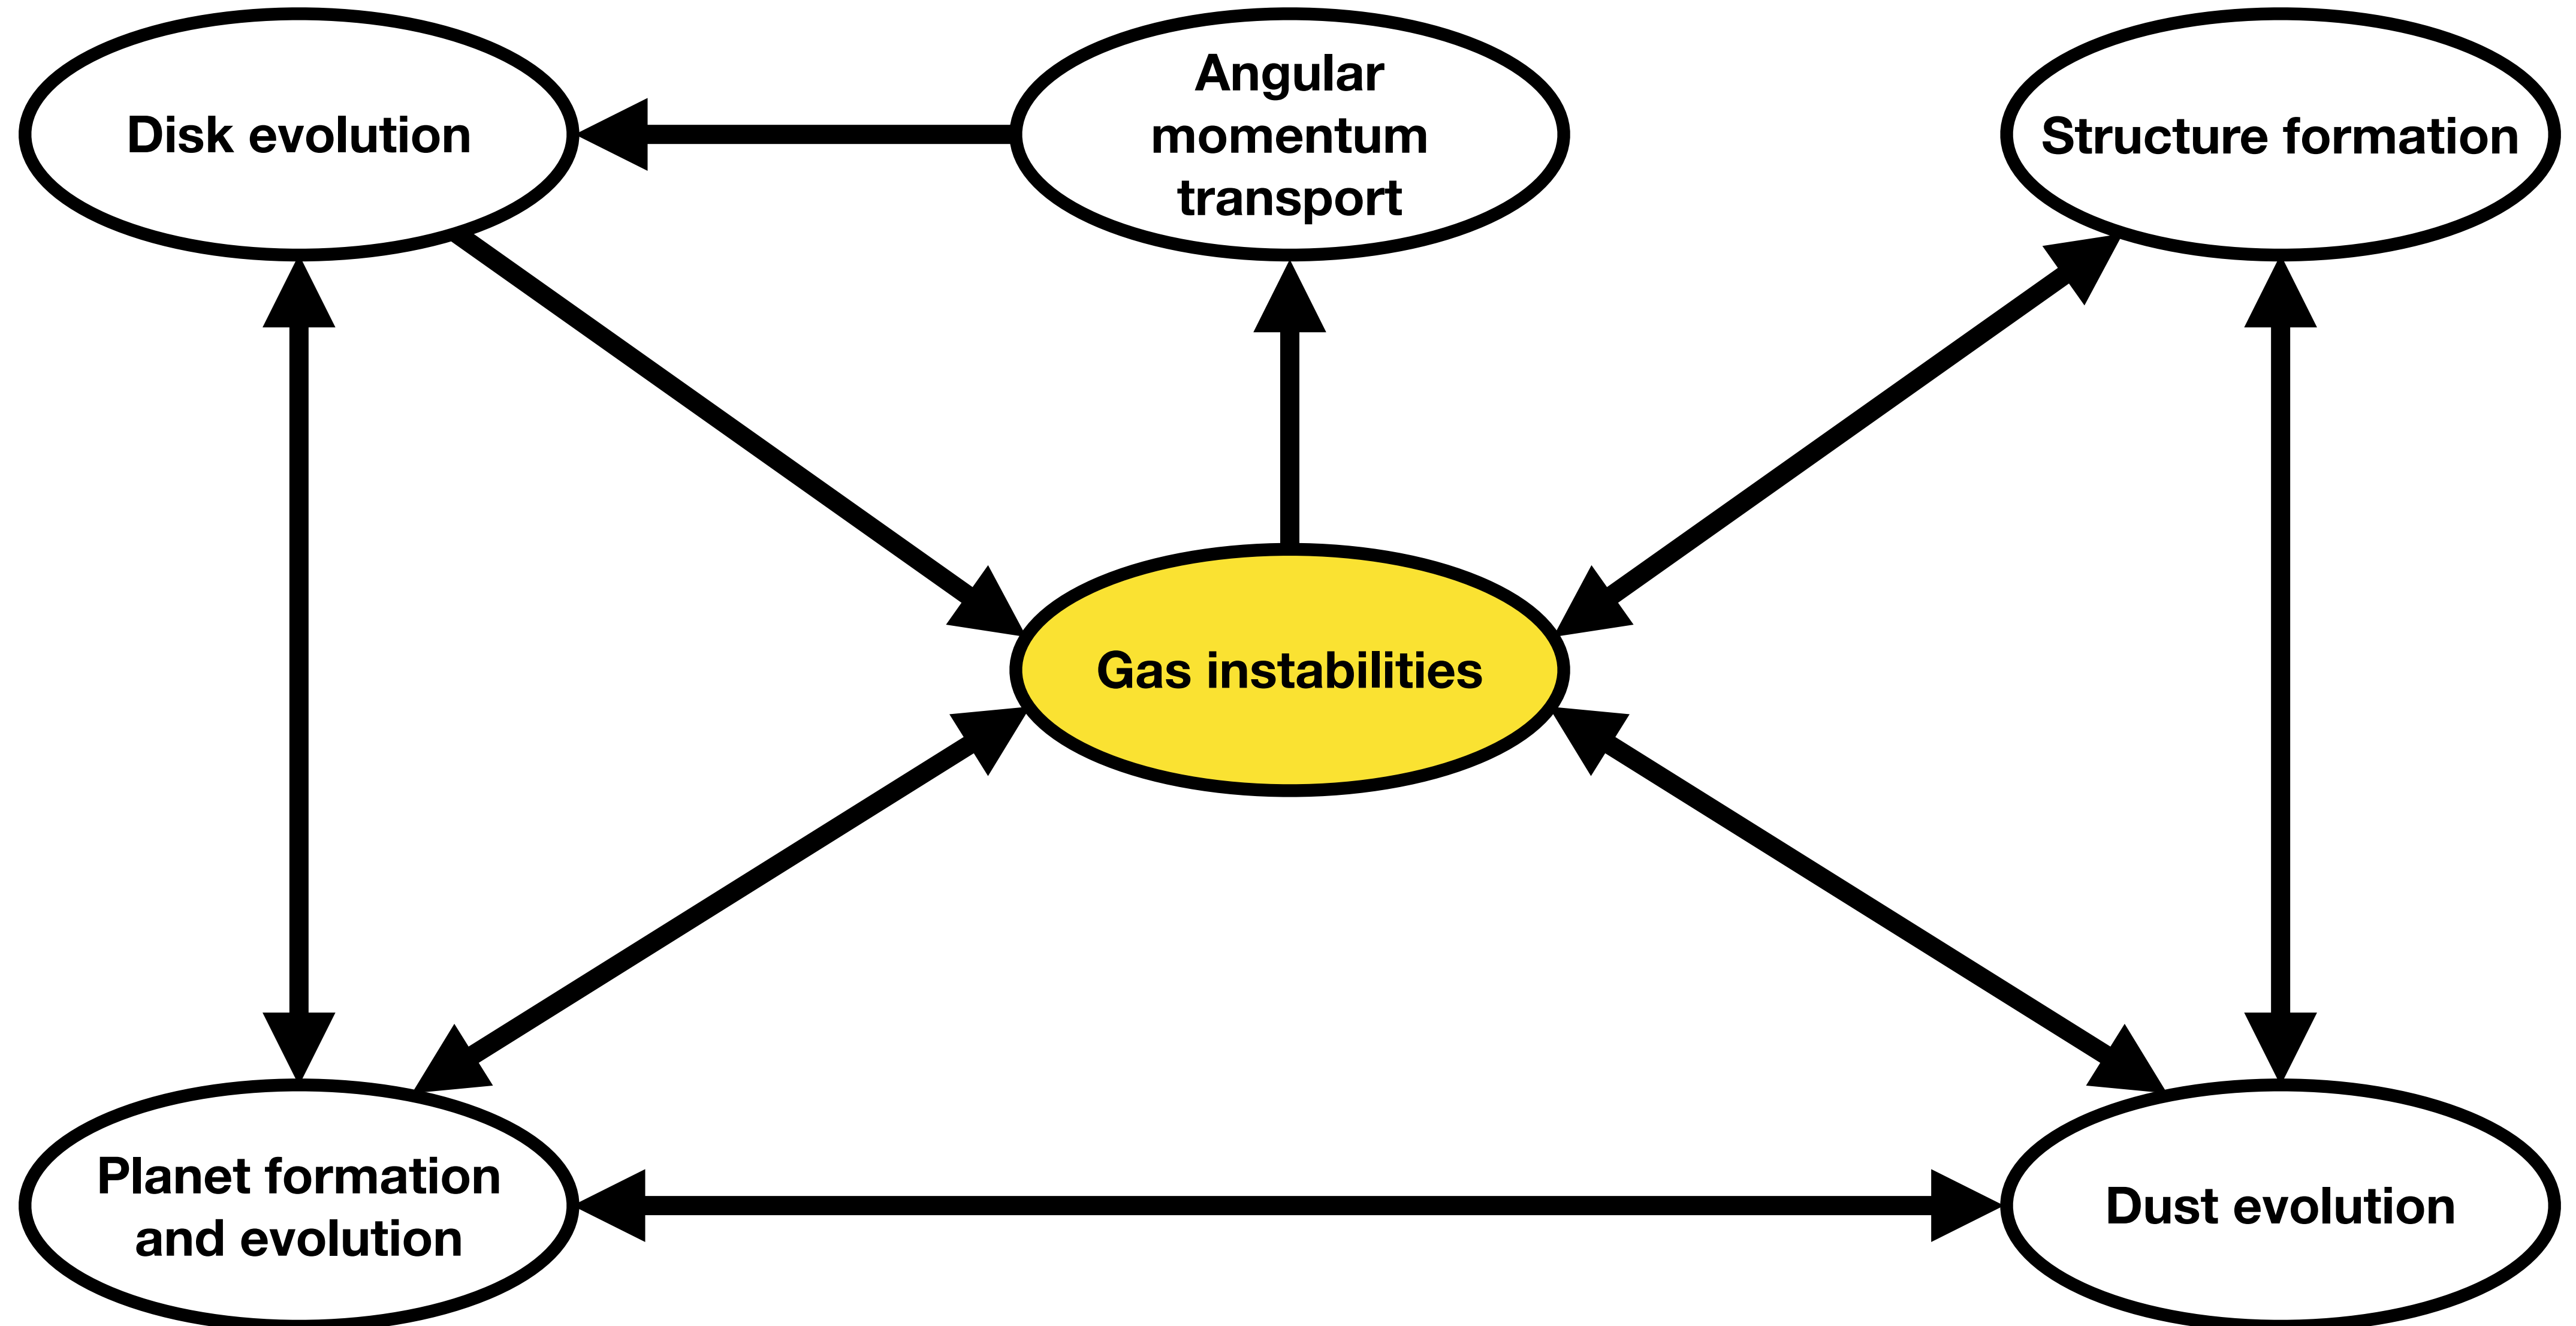 Disk evolution
Angular
momentum
transport
Structure formation
Gas instabilities
Planet formation
and evolution
Dust evolution